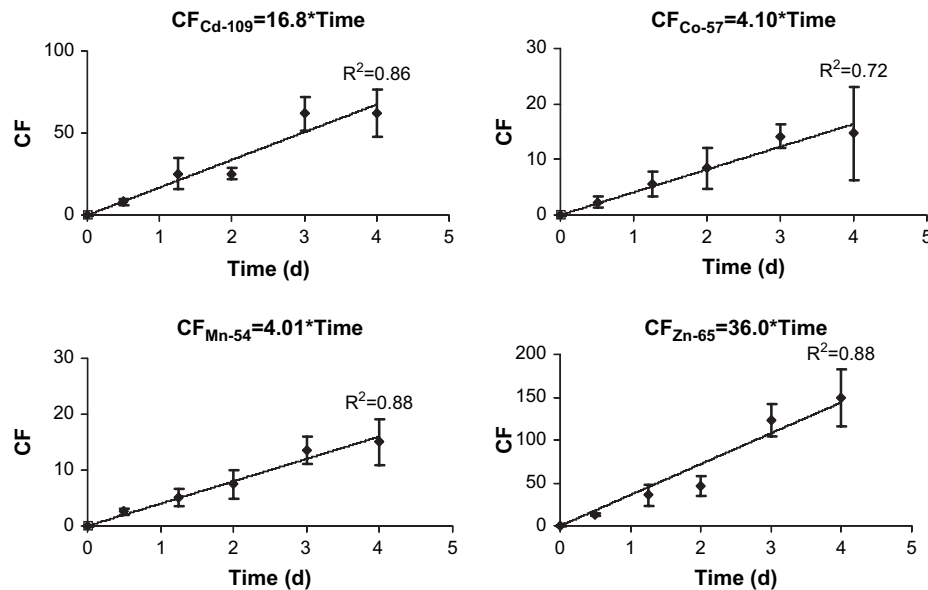 CF_Cd-109=16.8*Time
R²=0.86
100
50
0
CF
0 1 2 3 4 5
Time (d)
CF_Co-57=4.10*Time
R²=0.72
30
20
10
0
CF
0 1 2 3 4 5
Time (d)
CF_Mn-54=4.01*Time
R²=0.88
30
20
10
0
CF
0 1 2 3 4 5
Time (d)
CF_Zn-65=36.0*Time
R²=0.88
200
150
100
50
0
CF
0 1 2 3 4 5
Time (d)